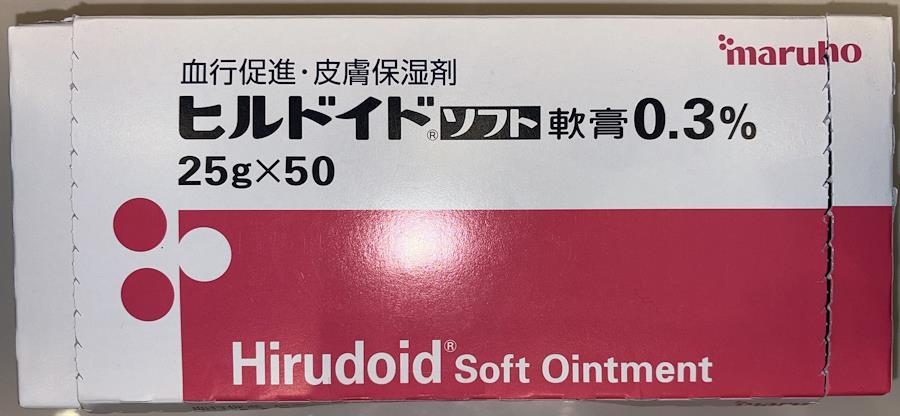 maruho
血行促進・皮膚保湿剤
ヒルドイド®ソフト軟膏0.3%
25g×50
Hirudoid® Soft Ointment